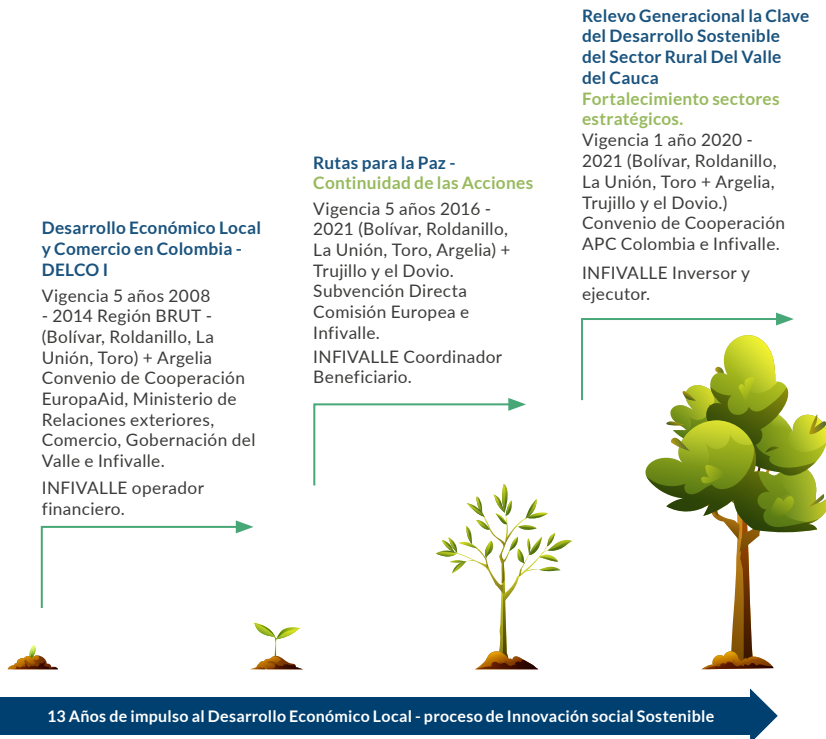 Desarrollo Económico Local
y Comercio en Colombia -
DELCO I
Vigencia 5 años 2008
- 2014 Región BRUT -
(Bolívar, Roldanillo, La
Unión, Toro) + Argelia
Convenio de Cooperación
EuropaAid, Ministerio de
Relaciones exteriores,
Comercio, Gobernación del
Valle e Infivalle.
INFIVALLE operador
financiero.
Rutas para la Paz -
Continuidad de las Acciones
Vigencia 5 años 2016 -
2021 (Bolívar, Roldanillo,
La Unión, Toro, Argelia) +
Trujillo y el Dovio.
Subvención Directa
Comisión Europea e
Infivalle.
INFIVALLE Coordinador
Beneficiario.
Relevo Generacional la Clave
del Desarrollo Sostenible
del Sector Rural Del Valle
del Cauca
Fortalecimiento sectores
estratégicos.
Vigencia 1 año 2020 -
2021 (Bolívar, Roldanillo,
La Unión, Toro + Argelia,
Trujillo y el Dovio.)
Convenio de Cooperación
APC Colombia e Infivalle.
INFIVALLE Inversor y
ejecutor.
13 Años de impulso al Desarrollo Económico Local - proceso de Innovación social Sostenible